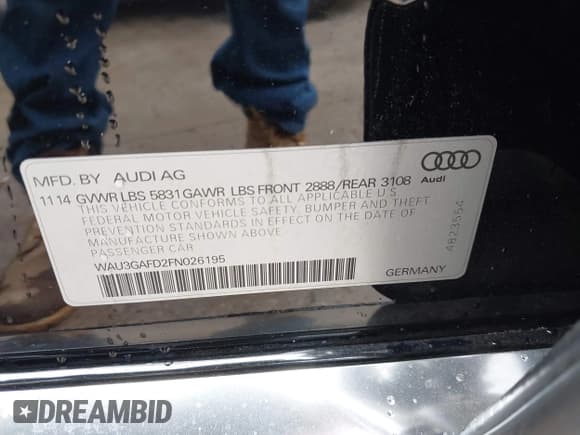 MFD. BY AUDI AG
11 14 GVWR LBS 5831 GAWR LBS FRONT 2888/REAR 3108
THIS VEHICLE CONFORMS TO ALL APPLICABLE U.S.
FEDERAL MOTOR VEHICLE SAFETY, BUMPER AND THEFT
PREVENTION STANDARDS IN EFFECT ON THE DATE OF
MANUFACTURE SHOWN ABOVE
PASSENGER CAR
WAU3GAFD2FN026195
Audi
4823554
GERMANY
DREAMBID